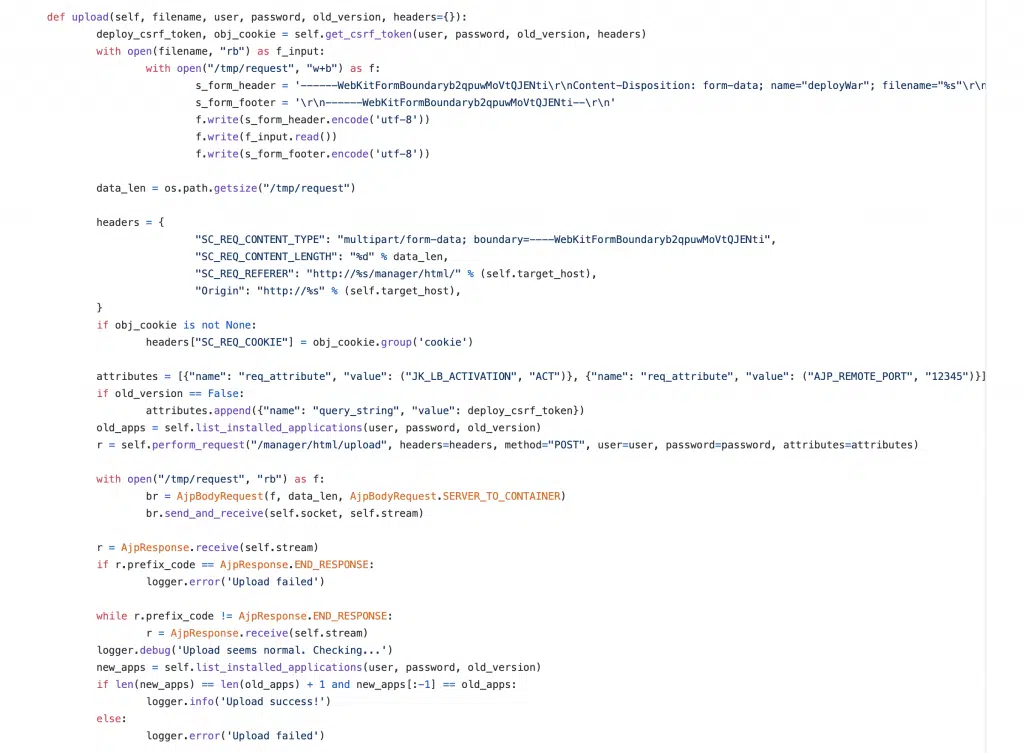 def upload(self, filename, user, password, old_version, headers={}):
deploy_csrf_token, obj_cookie = self.get_csrf_token(user, password, old_version, headers)
with open(filename, "rb") as f_input:
with open("/tmp/request", "w+b") as f:
s_form_header = '------WebKitFormBoundaryb2qpuwMoVtQJENti\r\nContent-Disposition: form-data; name="deployWar"; filename="%s"\r\n
s_form_footer = '\r\n------WebKitFormBoundaryb2qpuwMoVtQJENti--\r\n'
f.write(s_form_header.encode('utf-8'))
f.write(f_input.read())
f.write(s_form_footer.encode('utf-8'))
data_len = os.path.getsize("/tmp/request")
headers = {
"SC_REQ_CONTENT_TYPE": "multipart/form-data; boundary=----WebKitFormBoundaryb2qpuwMoVtQJENti",
"SC_REQ_CONTENT_LENGTH": "%d" % data_len,
"SC_REQ_REFERER": "http://%s/manager/html/" % (self.target_host),
"Origin": "http://%s" % (self.target_host),
}
if obj_cookie is not None:
headers["SC_REQ_COOKIE"] = obj_cookie.group('cookie')
attributes = [{"name": "req_attribute", "value": ("JK_LB_ACTIVATION", "ACT")}, {"name": "req_attribute", "value": ("AJP_REMOTE_PORT", "12345")}]
if old_version == False:
attributes.append({"name": "query_string", "value": deploy_csrf_token})
old_apps = self.list_installed_applications(user, password, old_version)
r = self.perform_request("/manager/html/upload", headers=headers, method="POST", user=user, password=password, attributes=attributes)
with open("/tmp/request", "rb") as f:
br = AjpBodyRequest(f, data_len, AjpBodyRequest.SERVER_TO_CONTAINER)
br.send_and_receive(self.socket, self.stream)
r = AjpResponse.receive(self.stream)
if r.prefix_code == AjpResponse.END_RESPONSE:
logger.error('Upload failed')
while r.prefix_code != AjpResponse.END_RESPONSE:
r = AjpResponse.receive(self.stream)
logger.debug('Upload seems normal. Checking...')
new_apps = self.list_installed_applications(user, password, old_version)
if len(new_apps) == len(old_apps) + 1 and new_apps[:-1] == old_apps:
logger.info('Upload success!')
else:
logger.error('Upload failed')